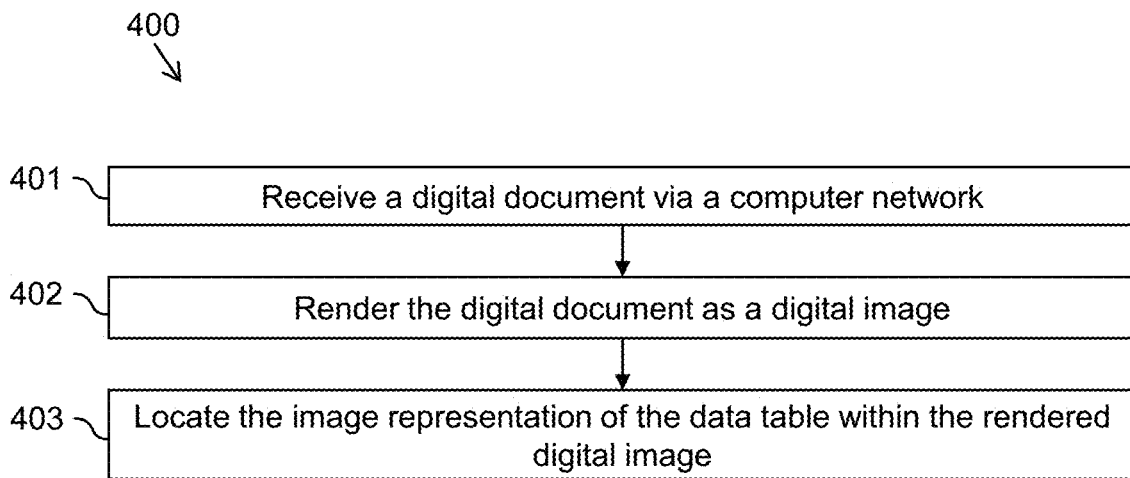 400
401 Receive a digital document via a computer network
402 Render the digital document as a digital image
403 Locate the image representation of the data table within the rendered
digital image